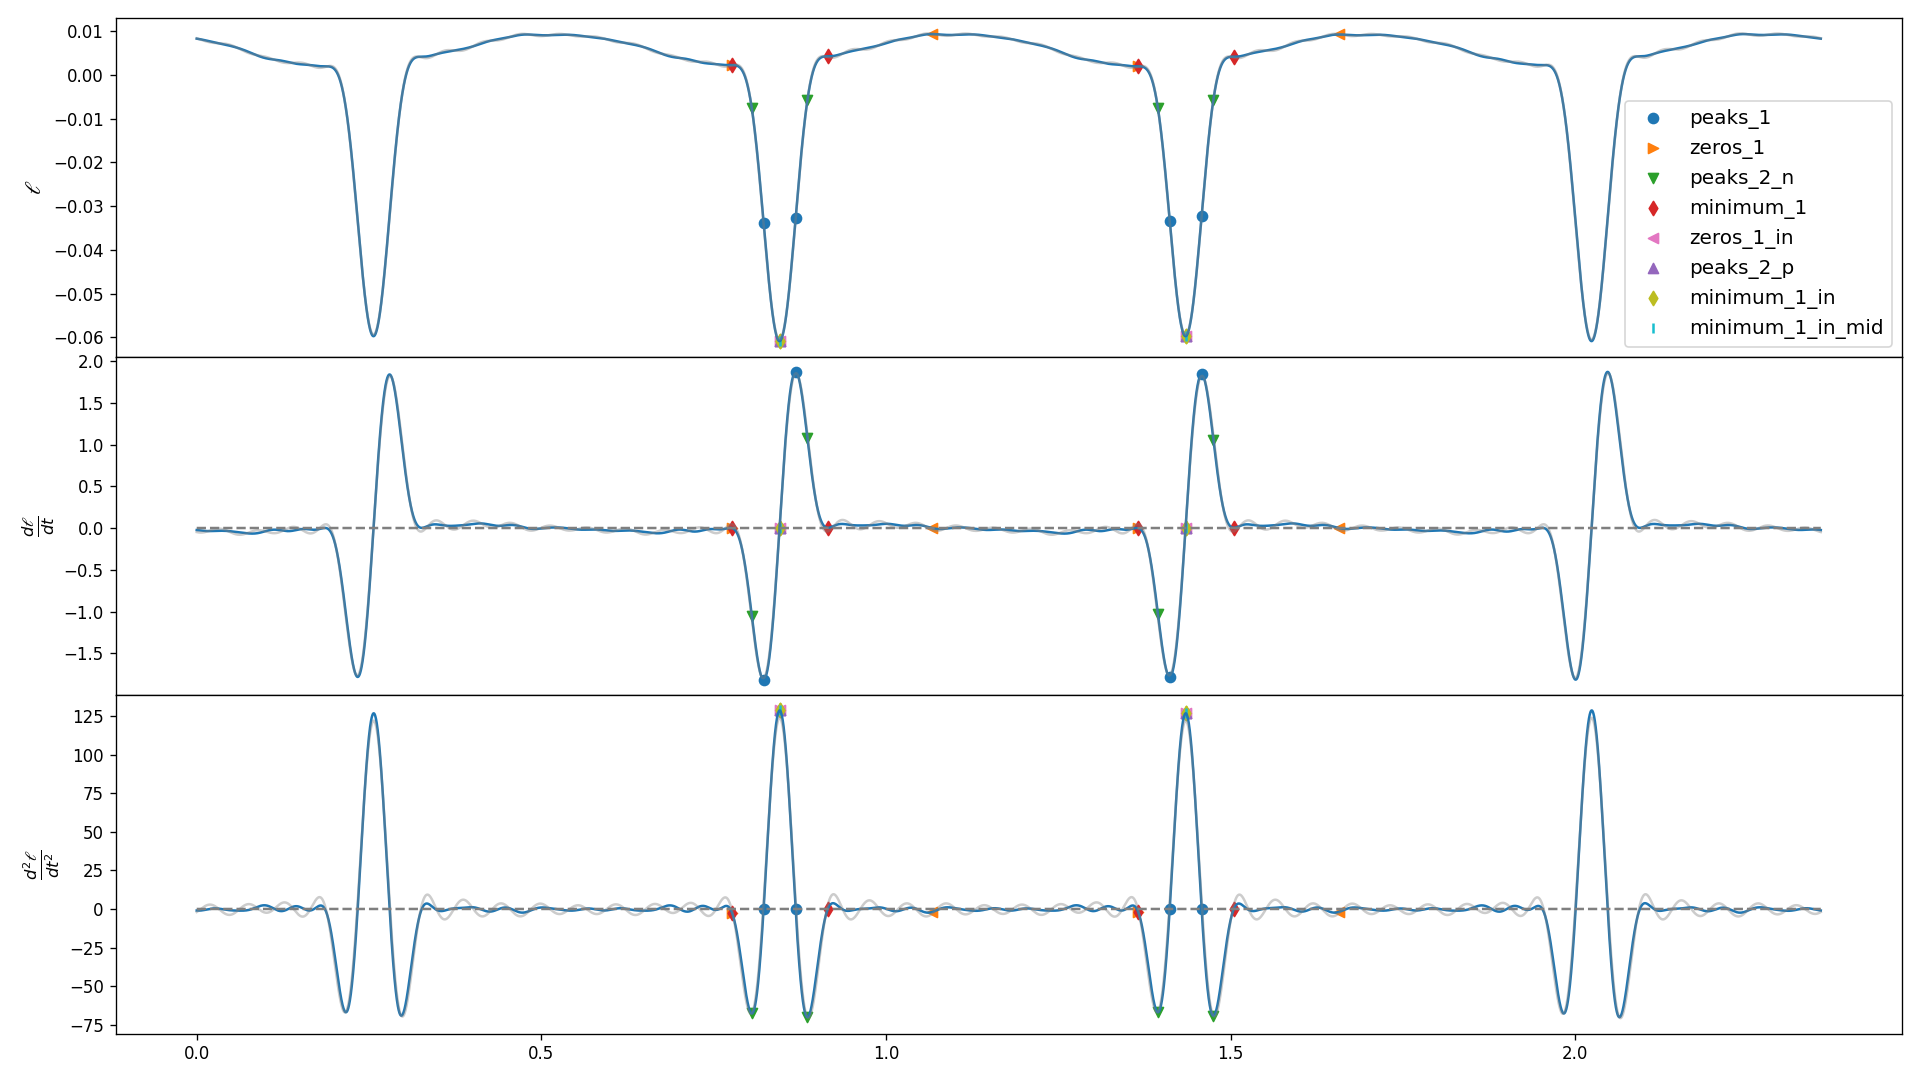 0.01
0.00
−0.01
−0.02
−0.03
−0.04
−0.05
−0.06
ℓ
peaks_1
zeros_1
peaks_2_n
minimum_1
zeros_1_in
peaks_2_p
minimum_1_in
minimum_1_in_mid
2.0
1.5
1.0
0.5
0.0
−0.5
−1.0
−1.5
dℓ
dt
125
100
75
50
25
0
−25
−50
−75
d²ℓ
dt²
0.0 0.5 1.0 1.5 2.0